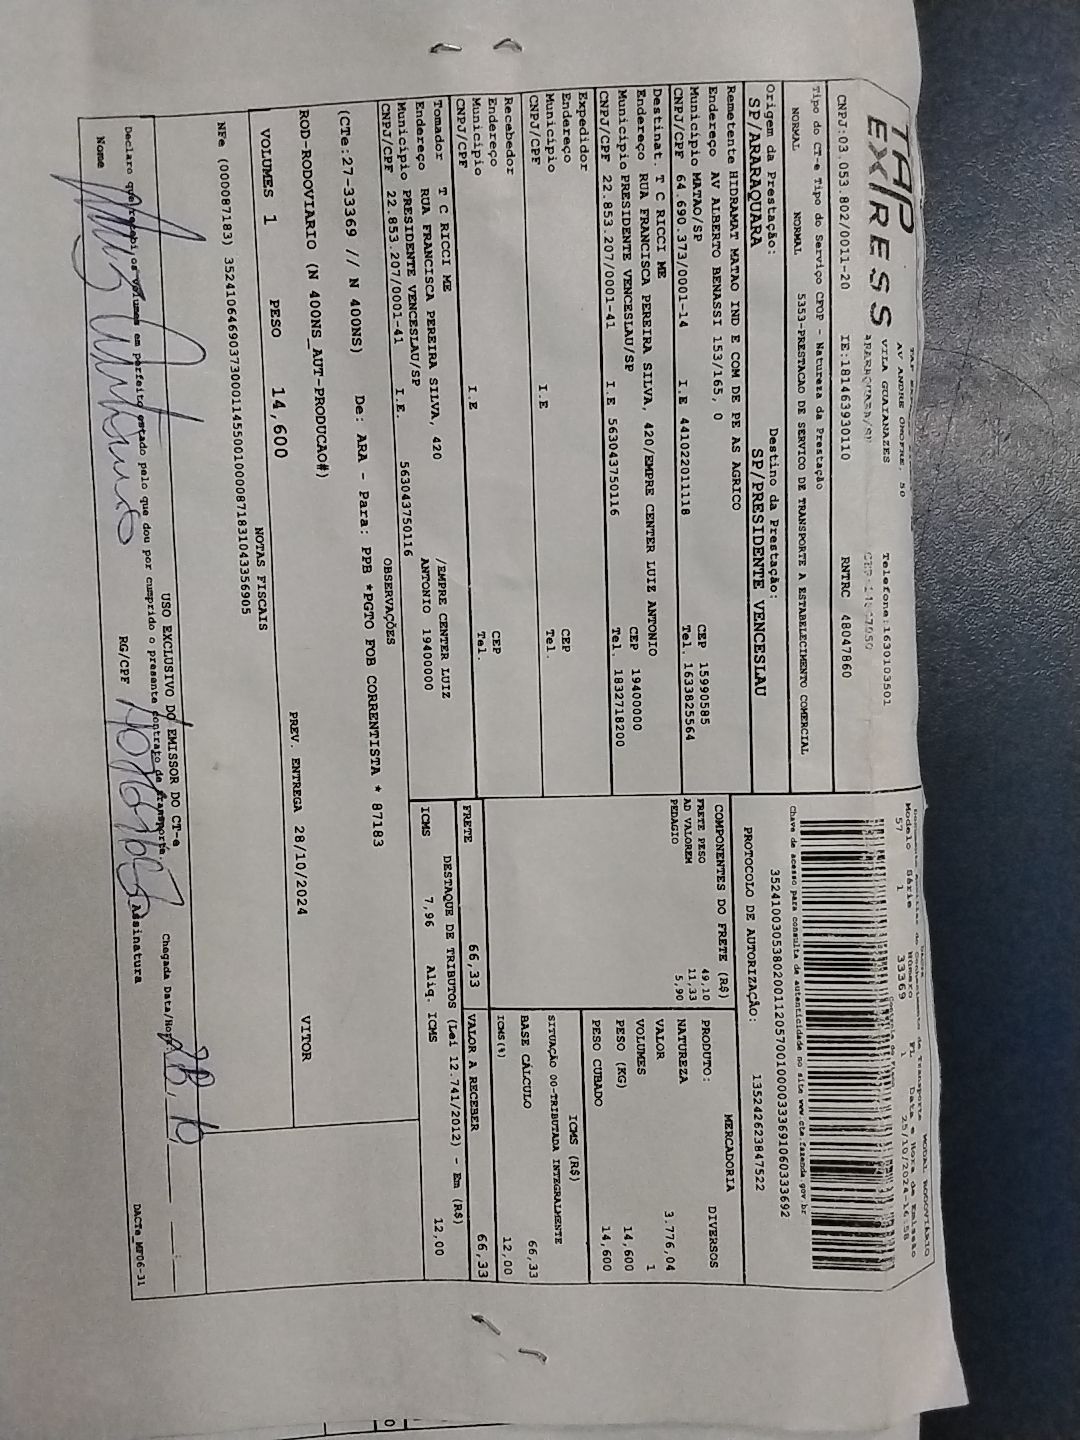 TAP EXPRESS
AV ANDRE ONOFRE, 50
VILA GUAIANAZES
ARARAQUARA/SP
Telefone:1630103501
CNPJ:03.053.802/0011-20 IE:181463930110 RNTRC 48047860
Tipo do CT-e Tipo do Serviço CFOP - Natureza da Prestação
NORMAL NORMAL 5353-PRESTACAO DE SERVICO DE TRANSPORTE A ESTABELECIMENTO COMERCIAL
Origem da Prestação: Destino da Prestação:
SP/ARARAQUARA SP/PRESIDENTE VENCESLAU
Remetente HIDRAMAT MATAO IND E COM DE PE AS AGRICO
Endereço AV ALBERTO BENASSI 153/165, 0
Município MATAO/SP CEP 15990585
CNPJ/CPF 64.690.373/0001-14 I.E 441022011118 Tel. 1633825564
Destinat. T C RICCI ME
Endereço RUA FRANCISCA PEREIRA SILVA, 420/EMPRE CENTER LUIZ ANTONIO
Município PRESIDENTE VENCESLAU/SP CEP 19400000
CNPJ/CPF 22.853.207/0001-41 I.E 563043750116 Tel. 1832718200
Expedidor
Endereço
Município CEP
CNPJ/CPF I.E Tel.
Recebedor
Endereço
Município CEP
CNPJ/CPF I.E Tel.
Tomador T C RICCI ME
Endereço RUA FRANCISCA PEREIRA SILVA, 420 /EMPRE CENTER LUIZ
Município PRESIDENTE VENCESLAU/SP ANTONIO 19400000
CNPJ/CPF 22.853.207/0001-41 I.E. 563043750116
Modelo Série Número FL Data e Hora de Emissão
57 1 33369 1 25/10/2024-16:58
MODAL RODOVIÁRIO
Chave de acesso para consulta de autenticidade no site www.cte.fazenda.gov.br
35241003053802001120570010000333691060333692
PROTOCOLO DE AUTORIZAÇÃO: 135242623847522
COMPONENTES DO FRETE (R$)
FRETE PESO 49,10
AD VALOREM 11,33
PEDAGIO 5,90
MERCADORIA
PRODUTO: DIVERSOS
NATUREZA
VALOR 3.776,04
VOLUMES 1
PESO (KG) 14,600
PESO CUBADO 14,600
ICMS (R$)
SITUAÇÃO 00-TRIBUTADA INTEGRALMENTE
BASE CÁLCULO 66,33
ICMS(%) 12,00
FRETE 66,33 VALOR A RECEBER 66,33
DESTAQUE DE TRIBUTOS (Lei 12.741/2012) - Em (R$)
ICMS 7,96 Alíq. ICMS 12,00
OBSERVAÇÕES
(CTe:27-33369 // N 400NS) De: ARA - Para: PPB *PGTO FOB CORRENTISTA * 87183
ROD-RODOVIARIO (N 400NS_AUT-PRODUCAO#)
VOLUMES 1 PESO 14,600 PREV. ENTREGA 28/10/2024 VITOR
NOTAS FISCAIS
NFe (000087183) 35241064690373000114550010000871831043356905
USO EXCLUSIVO DO EMISSOR DO CT-e
Declaro que recebi os volumes em perfeito estado pelo que dou por cumprido o presente contrato de transporte.
Nome RG/CPF Assinatura
Chegada Data/Hora: 28, 10
DACTe_MF06-31